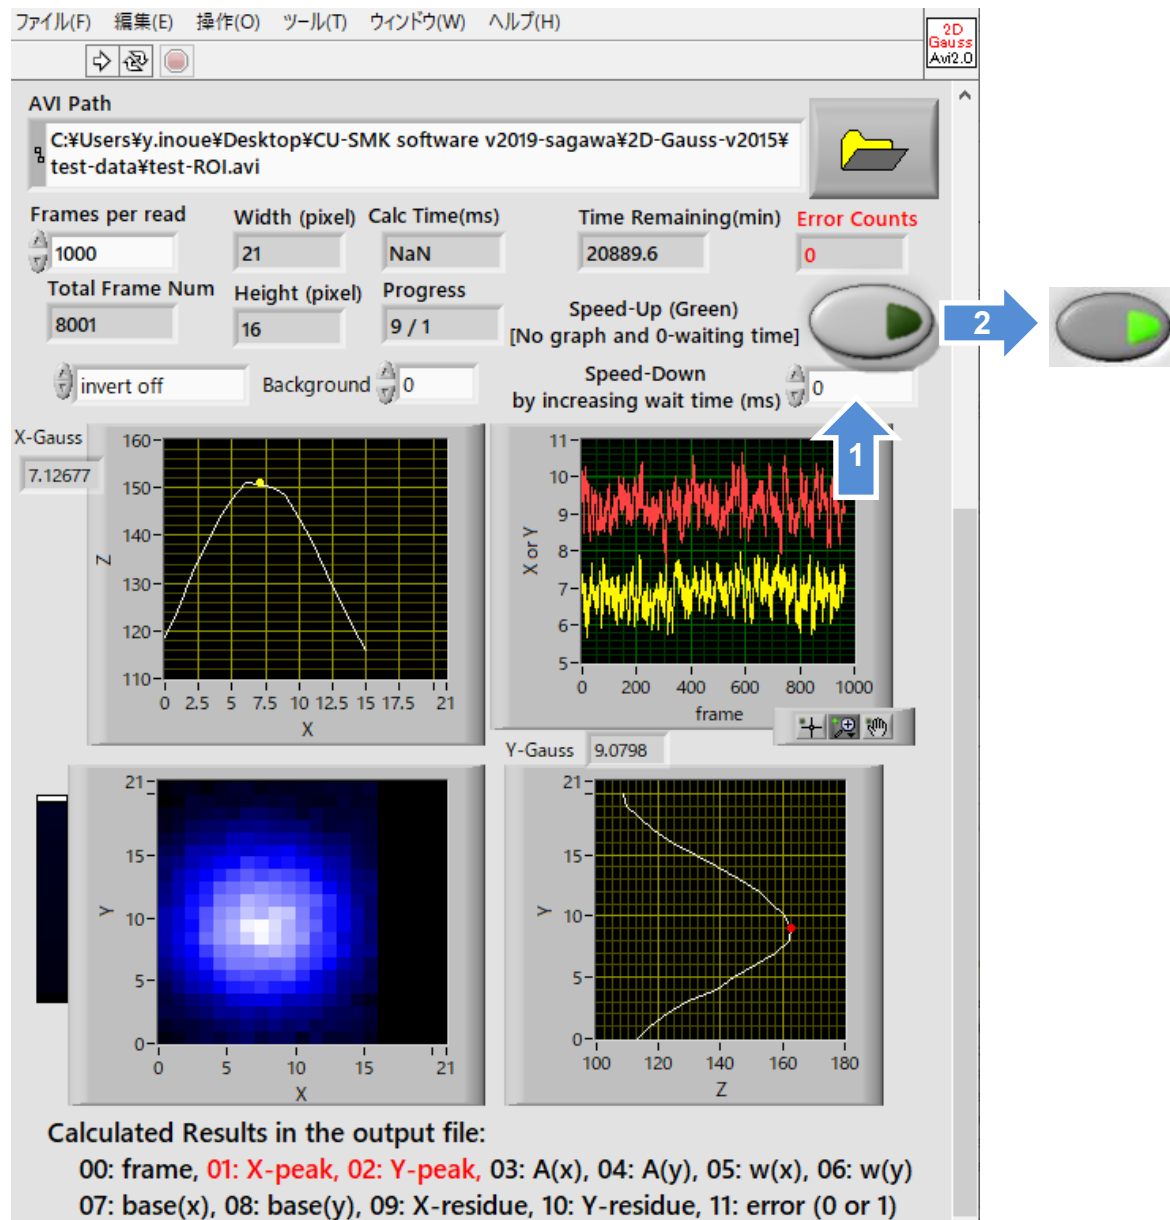 ファイル(F) 編集(E) 操作(O) ツール(T) ウィンドウ(W) ヘルプ(H)
2D
Gauss
Avi2.0
AVI Path
C:¥Users¥y.inoue¥Desktop¥CU-SMK software v2019-sagawa¥2D-Gauss-v2015¥
test-data¥test-ROI.avi
Frames per read
1000
Width (pixel)
21
Calc Time(ms)
NaN
Time Remaining(min)
20889.6
Error Counts
0
Total Frame Num
8001
Height (pixel)
16
Progress
9 / 1
Speed-Up (Green)
[No graph and 0-waiting time]
2
invert off
Background
0
Speed-Down
by increasing wait time (ms)
0
1
X-Gauss
7.12677
160
150
140
130
120
110
Z
0 2.5 5 7.5 10 12.5 15 17.5 21
X
11
10
9
8
7
6
5
X or Y
0 200 400 600 800 1000
frame
Y-Gauss
9.0798
21
15
10
5
0
Y
0 5 10 15 21
X
21
15
10
5
0
Y
100 120 140 160 180
Z
Calculated Results in the output file:
00: frame, 01: X-peak, 02: Y-peak, 03: A(x), 04: A(y), 05: w(x), 06: w(y)
07: base(x), 08: base(y), 09: X-residue, 10: Y-residue, 11: error (0 or 1)